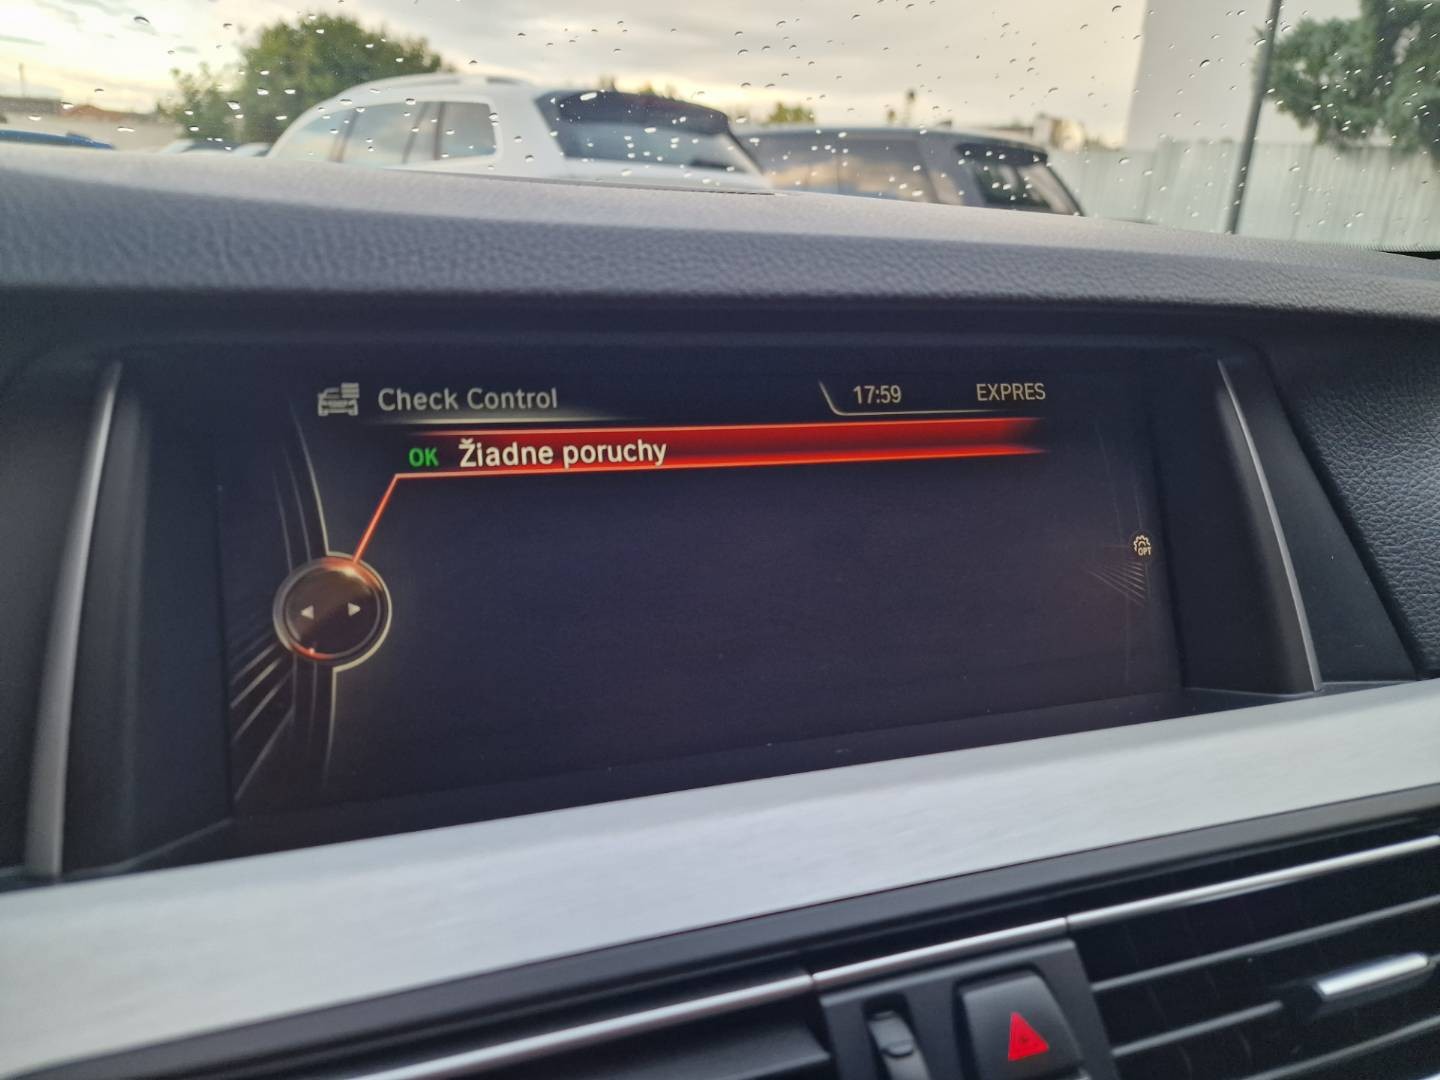 Check Control
17:59
EXPRES
OK Žiadne poruchy
OPT